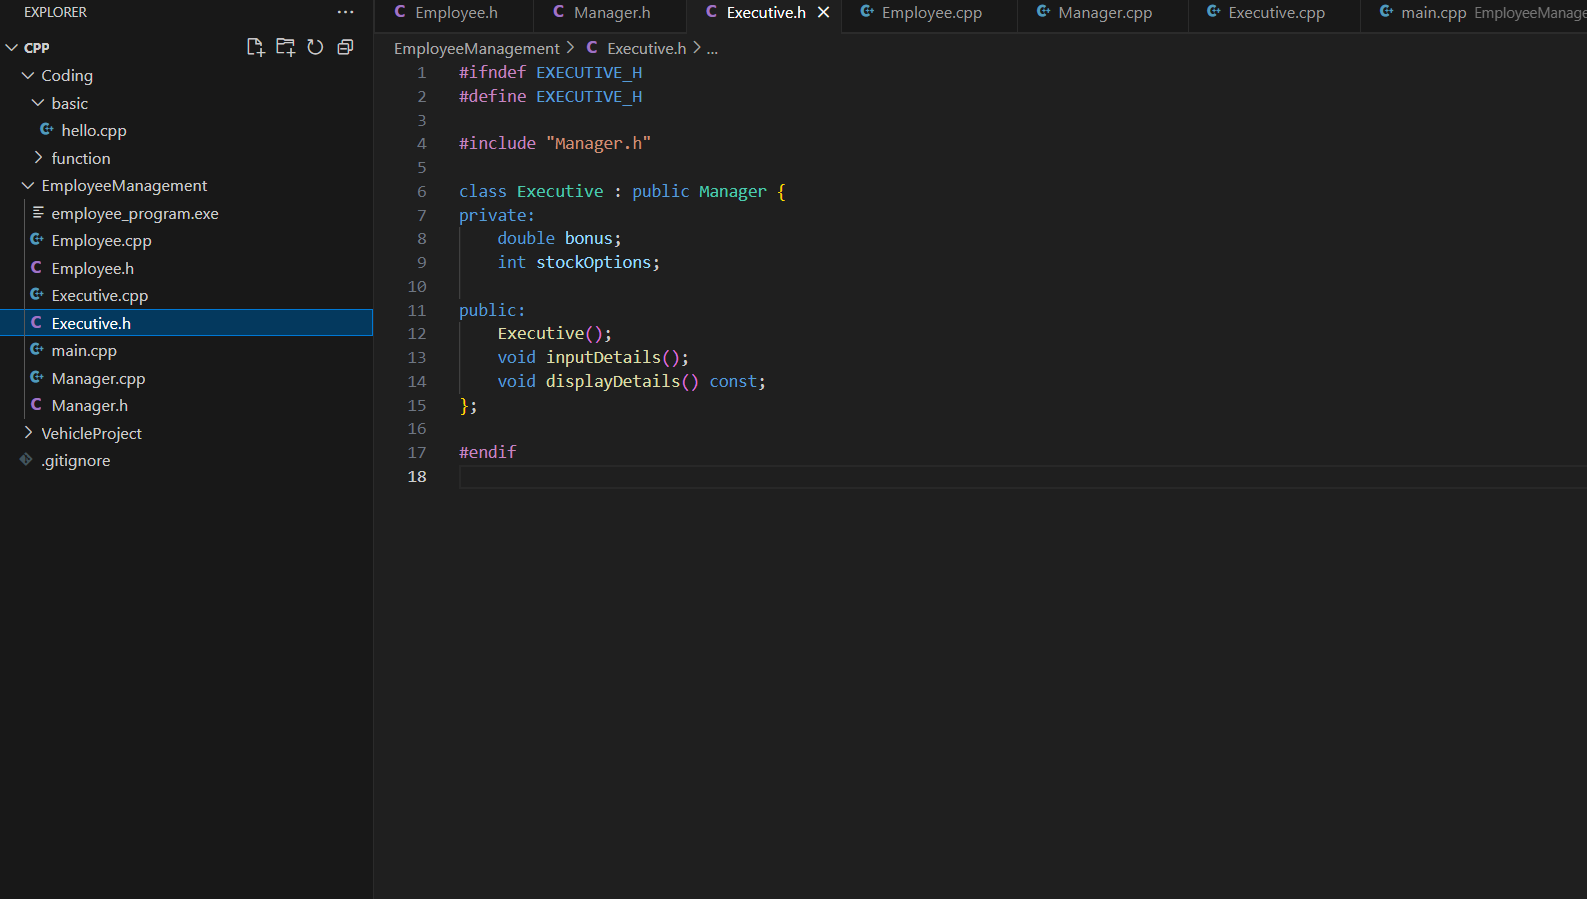 EXPLORER
CPP
Coding
basic
hello.cpp
function
EmployeeManagement
employee_program.exe
Employee.cpp
Employee.h
Executive.cpp
Executive.h
main.cpp
Manager.cpp
Manager.h
VehicleProject
.gitignore
Employee.h Manager.h Executive.h Employee.cpp Manager.cpp Executive.cpp main.cpp EmployeeManage
EmployeeManagement > Executive.h > ...
1 #ifndef EXECUTIVE_H
2 #define EXECUTIVE_H
3
4 #include "Manager.h"
5
6 class Executive : public Manager {
7 private:
8     double bonus;
9     int stockOptions;
10
11 public:
12     Executive();
13     void inputDetails();
14     void displayDetails() const;
15 };
16
17 #endif
18